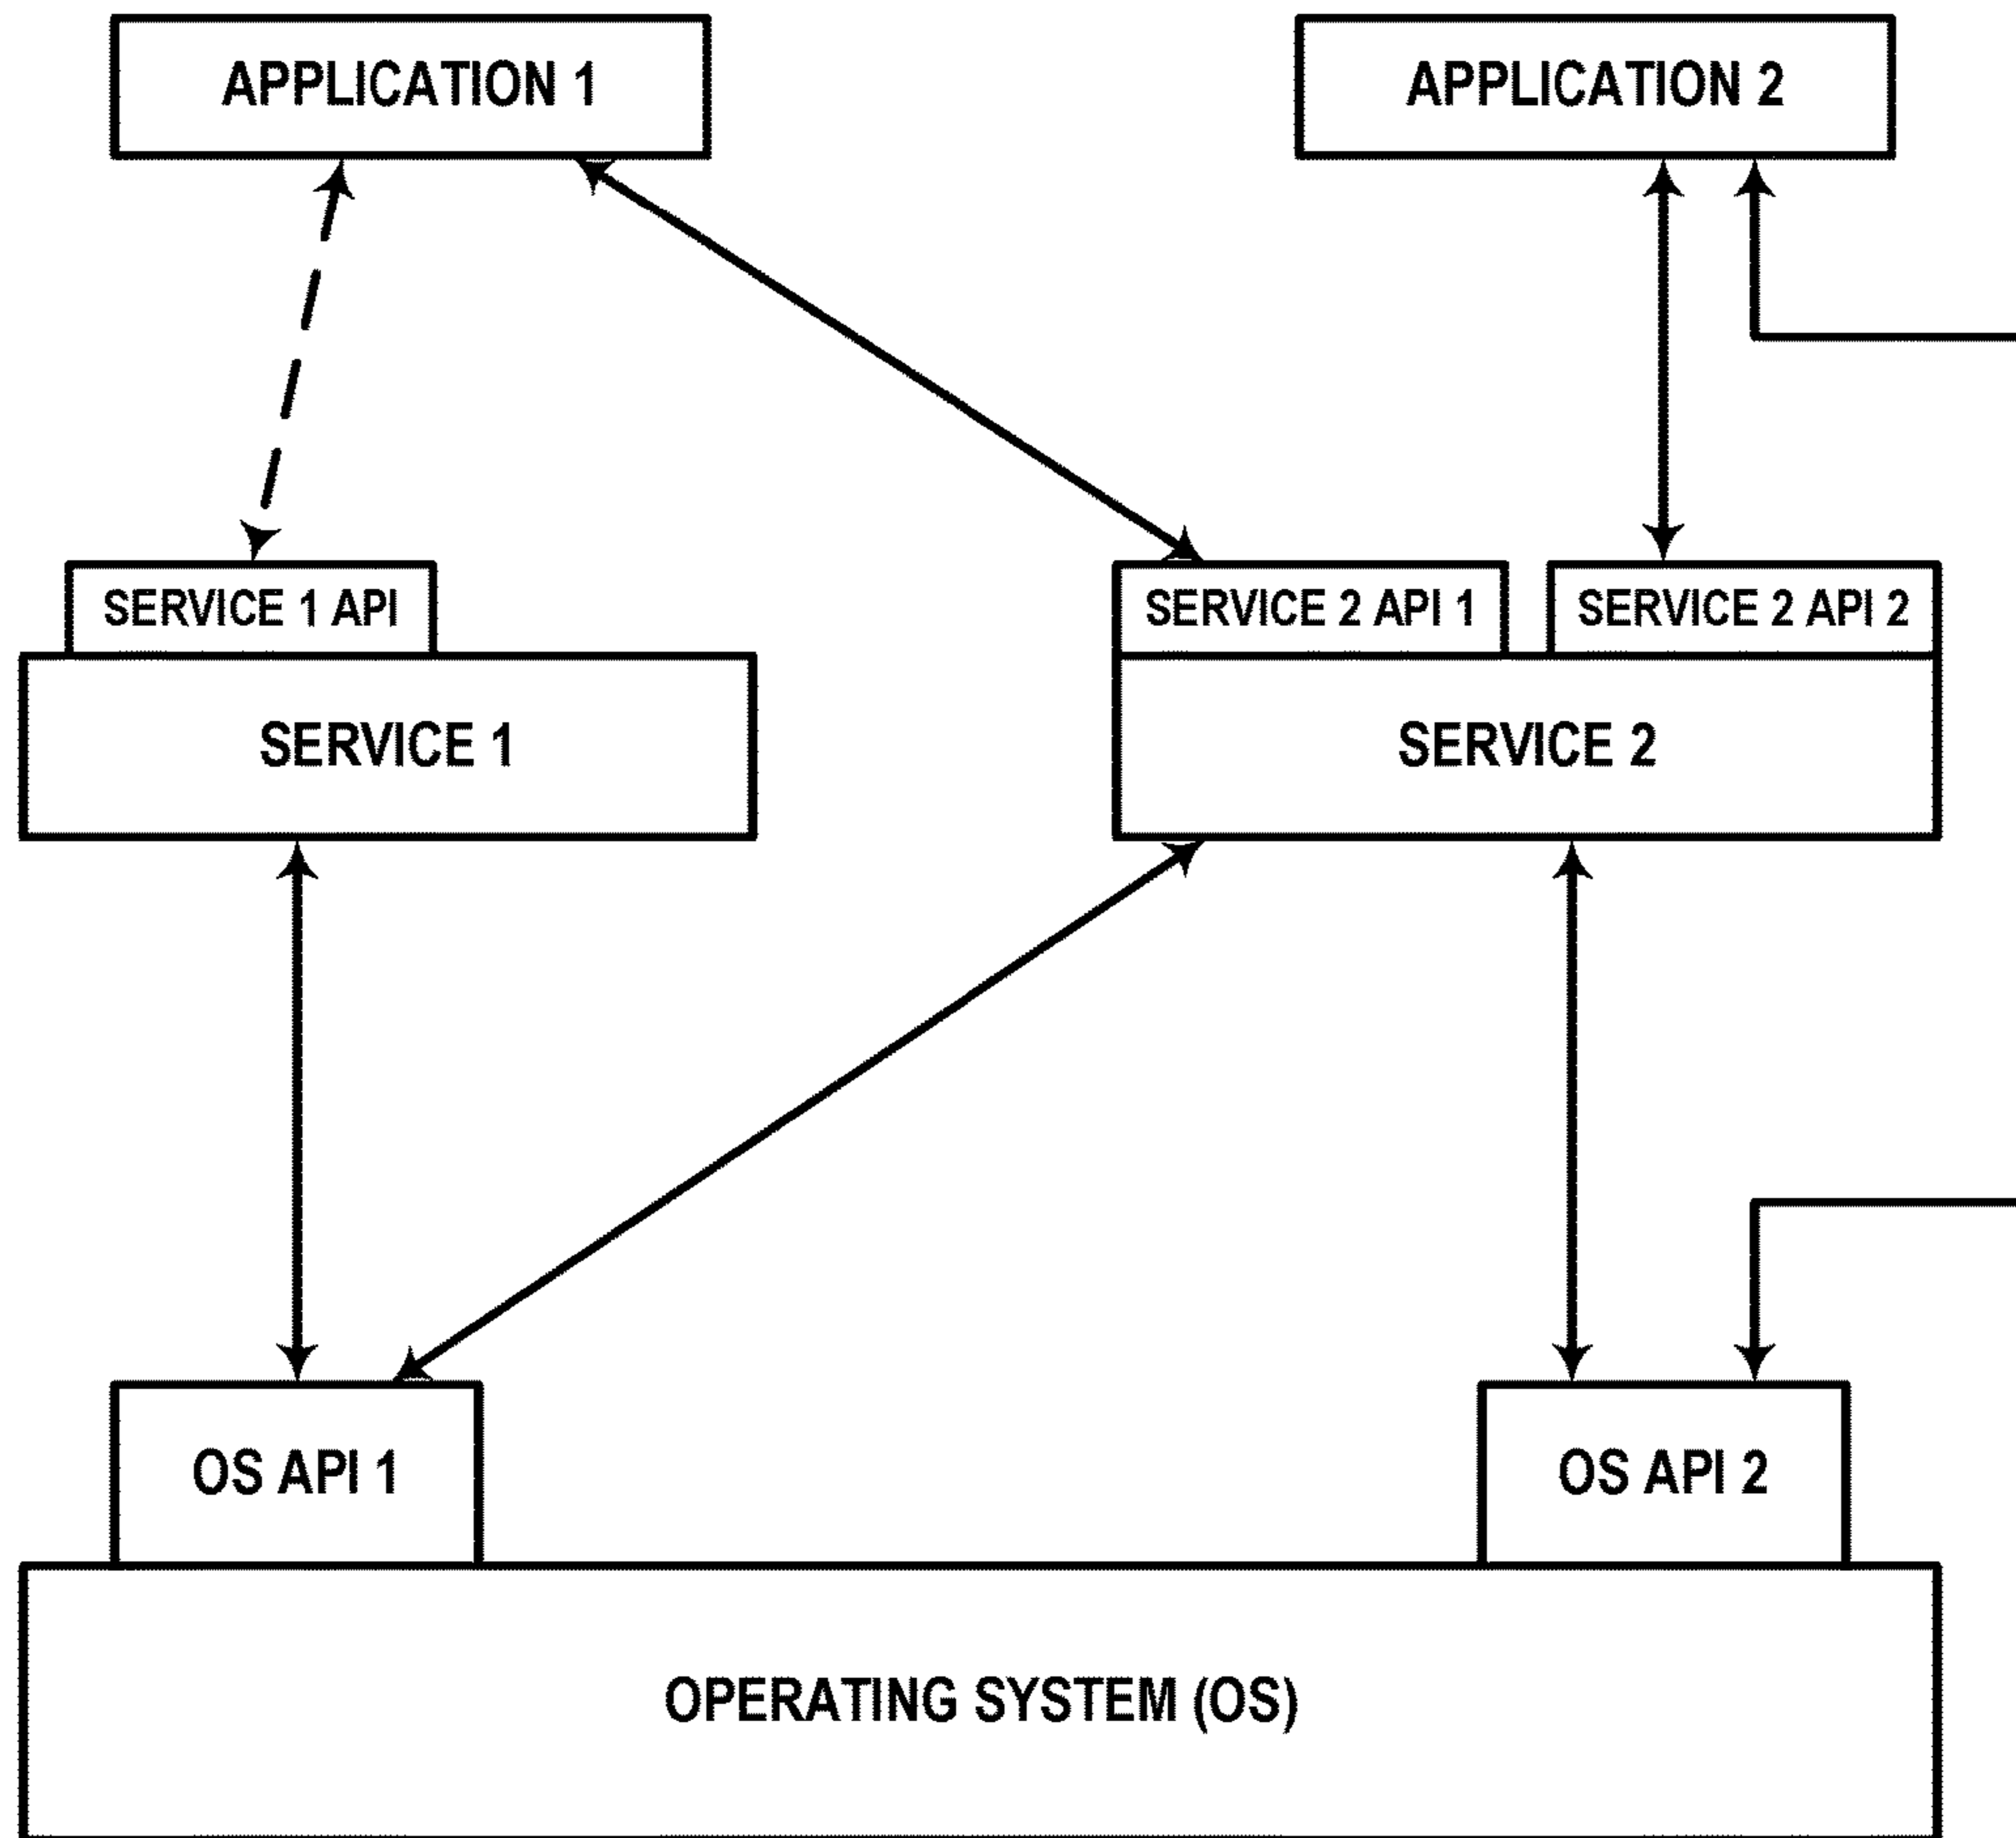 APPLICATION 1
APPLICATION 2
SERVICE 1 API
SERVICE 2 API 1
SERVICE 2 API 2
SERVICE 1
SERVICE 2
OS API 1
OS API 2
OPERATING SYSTEM (OS)